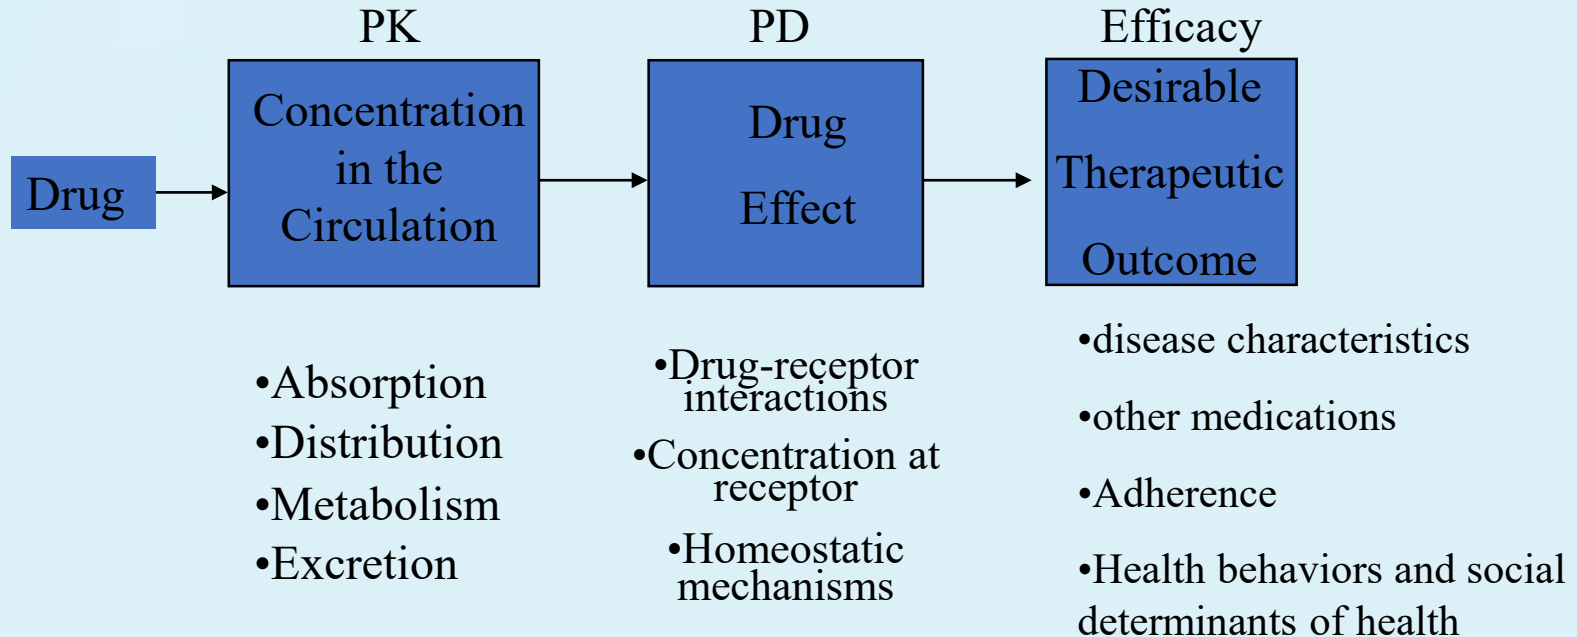 PK
PD
Efficacy
Drug
Concentration
in the
Circulation
Drug
Effect
Desirable
Therapeutic
Outcome
•Absorption
•Distribution
•Metabolism
•Excretion
•Drug-receptor
interactions
•Concentration at
receptor
•Homeostatic
mechanisms
•disease characteristics
•other medications
•Adherence
•Health behaviors and social
determinants of health